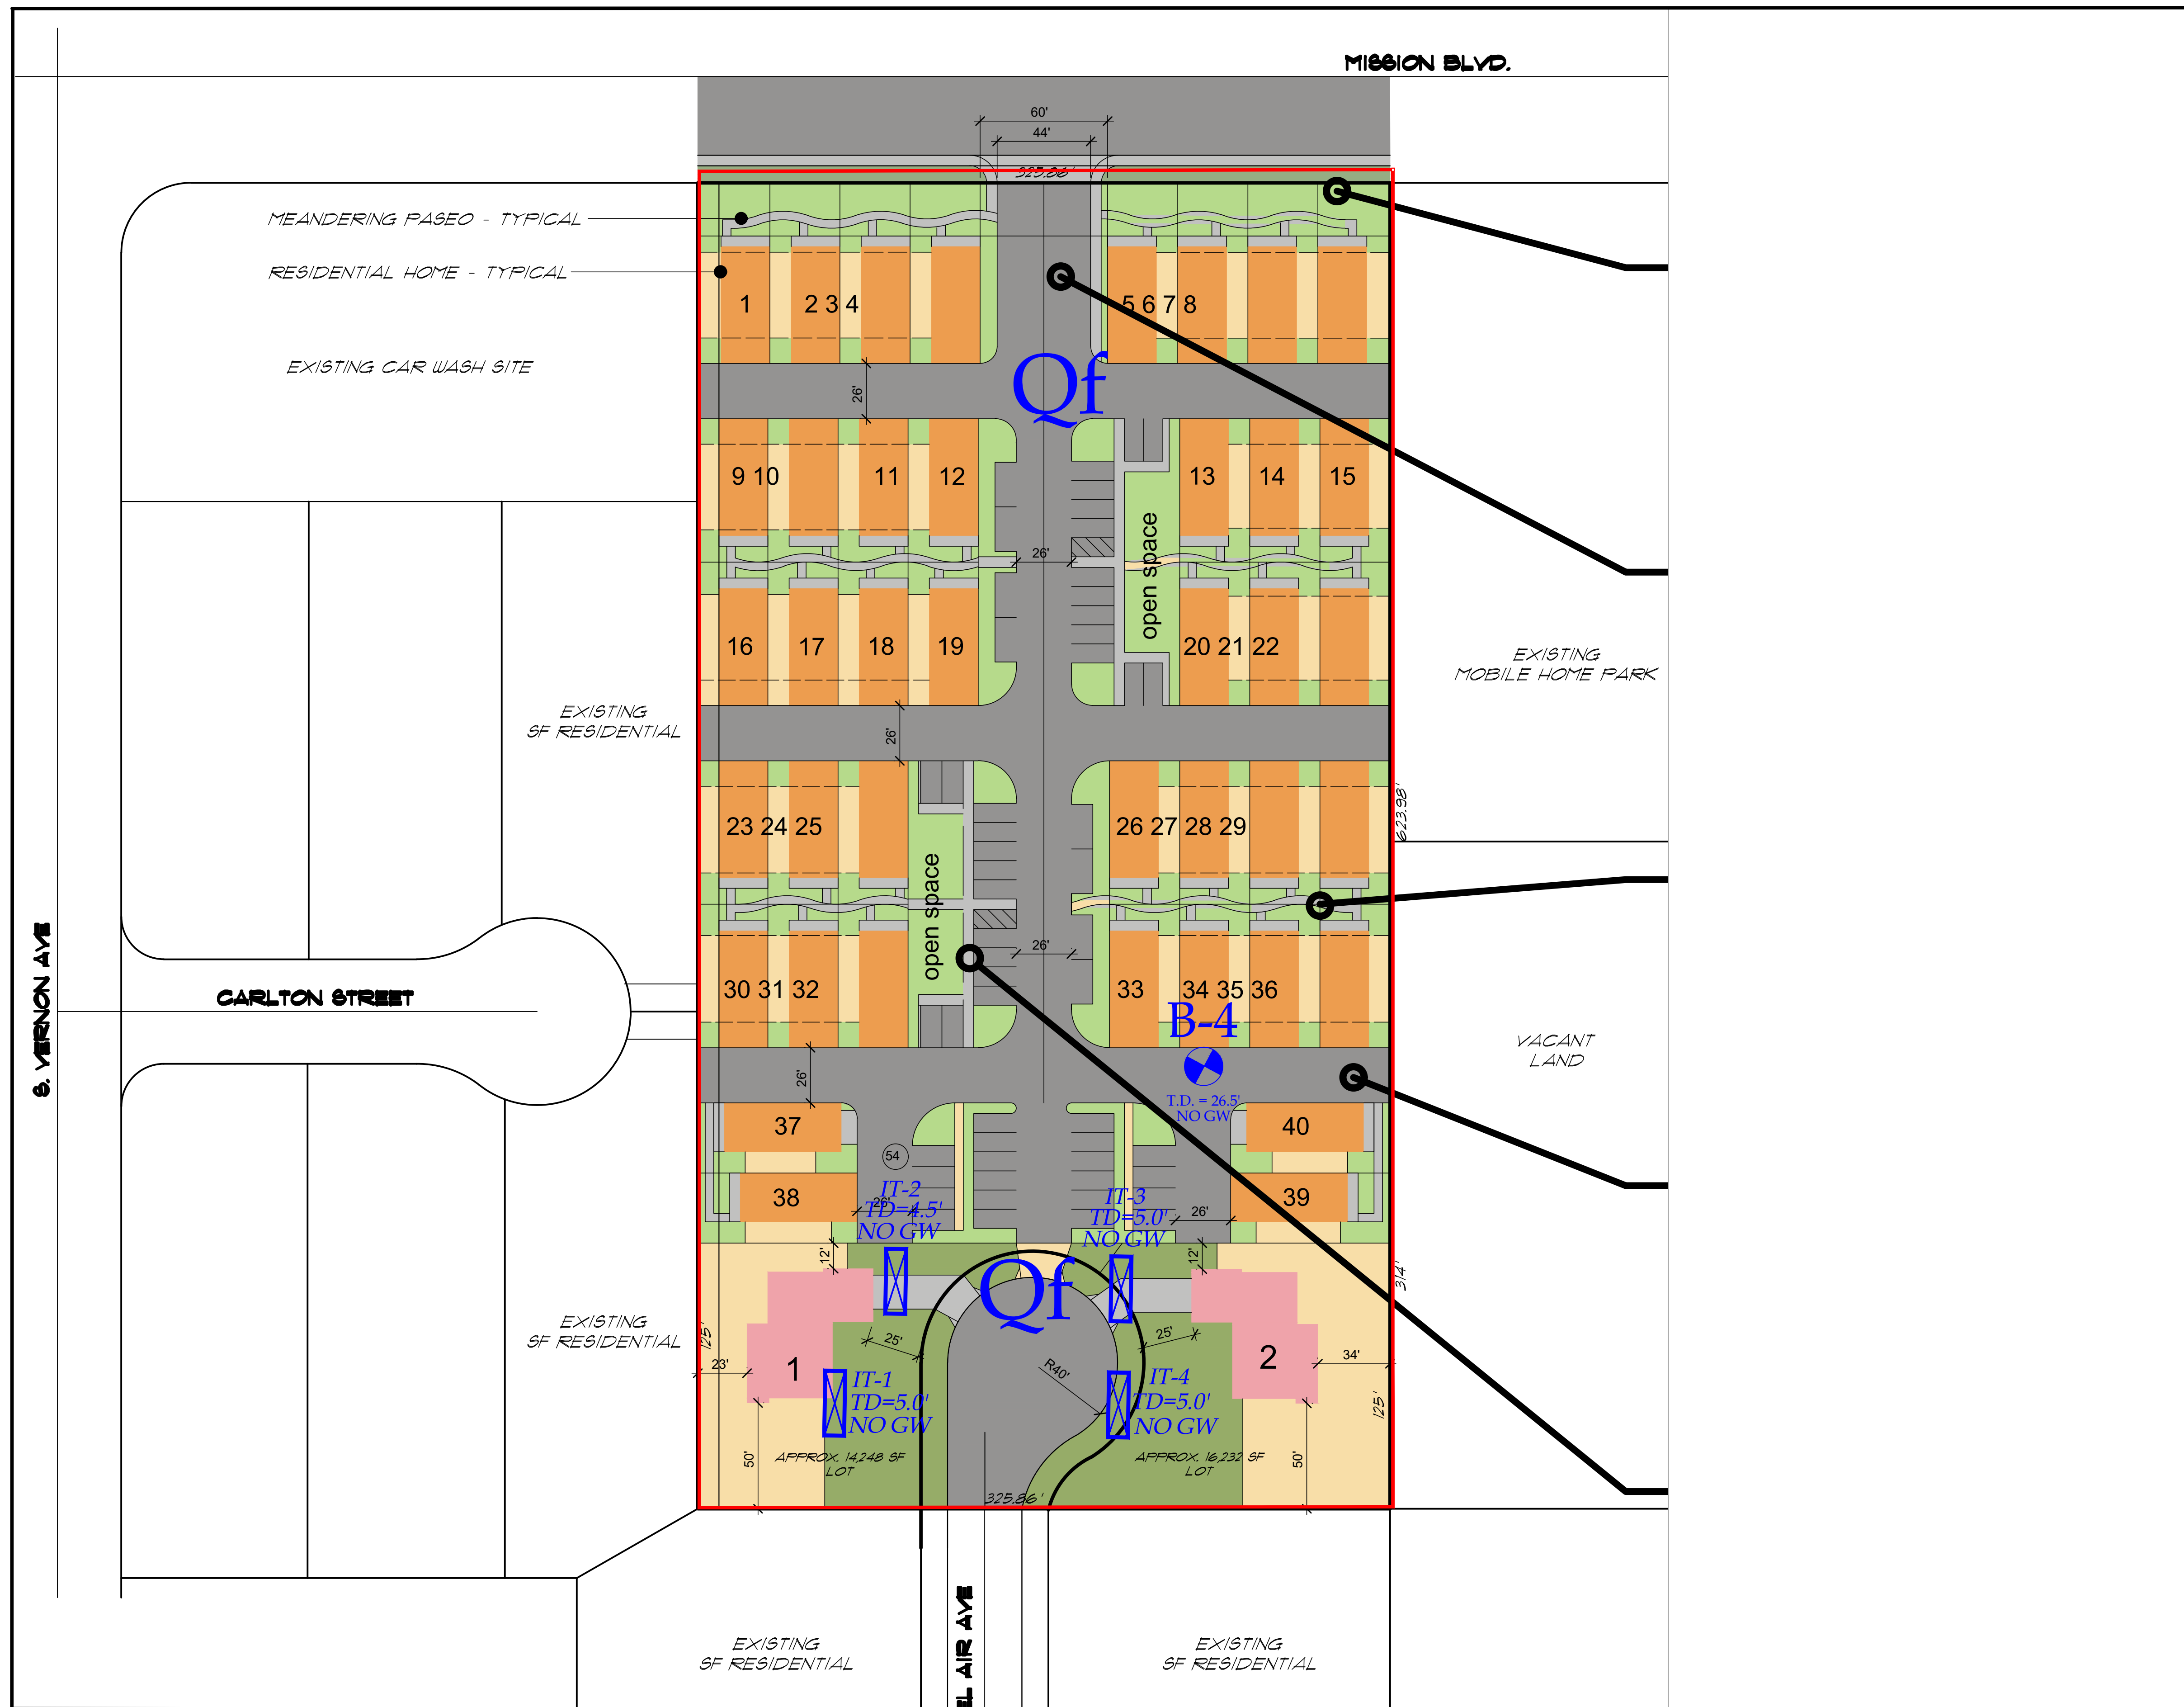 MISSION BLVD.
60'
44'
325.86'
MEANDERING PASEO - TYPICAL
RESIDENTIAL HOME - TYPICAL
1
2 3 4
5 6 7 8
EXISTING CAR WASH SITE
Qf
26'
9 10
11
12
13
14
15
open space
26'
16
17
18
19
20 21 22
EXISTING
MOBILE HOME PARK
EXISTING
SF RESIDENTIAL
26'
623.98'
23 24 25
26 27 28 29
open space
26'
S. VERNON AVE
CARLTON STREET
30 31 32
33
34 35 36
B-4
T.D. = 26.5'
NO GW
VACANT
LAND
26'
37
40
54
38
39
IT-2
TD=4.5'
NO GW
26'
IT-3
TD=5.0'
NO GW
26'
12'
12'
Qf
314'
EXISTING
SF RESIDENTIAL
125'
23'
1
25'
25'
2
34'
R40'
IT-1
TD=5.0'
NO GW
IT-4
TD=5.0'
NO GW
125'
50'
APPROX. 14,248 SF
LOT
APPROX. 16,232 SF
LOT
50'
325.86'
EL AIR AVE
EXISTING
SF RESIDENTIAL
EXISTING
SF RESIDENTIAL